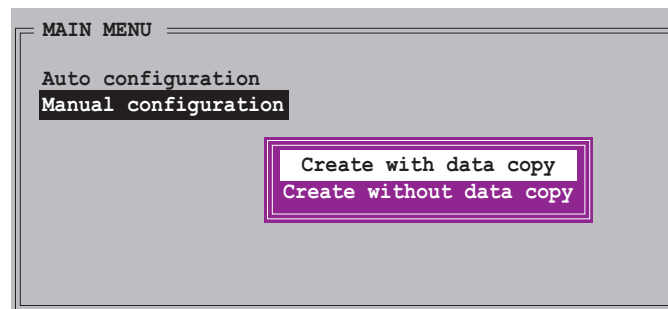 MAIN MENU
Auto configuration
Manual configuration
Create with data copy
Create without data copy